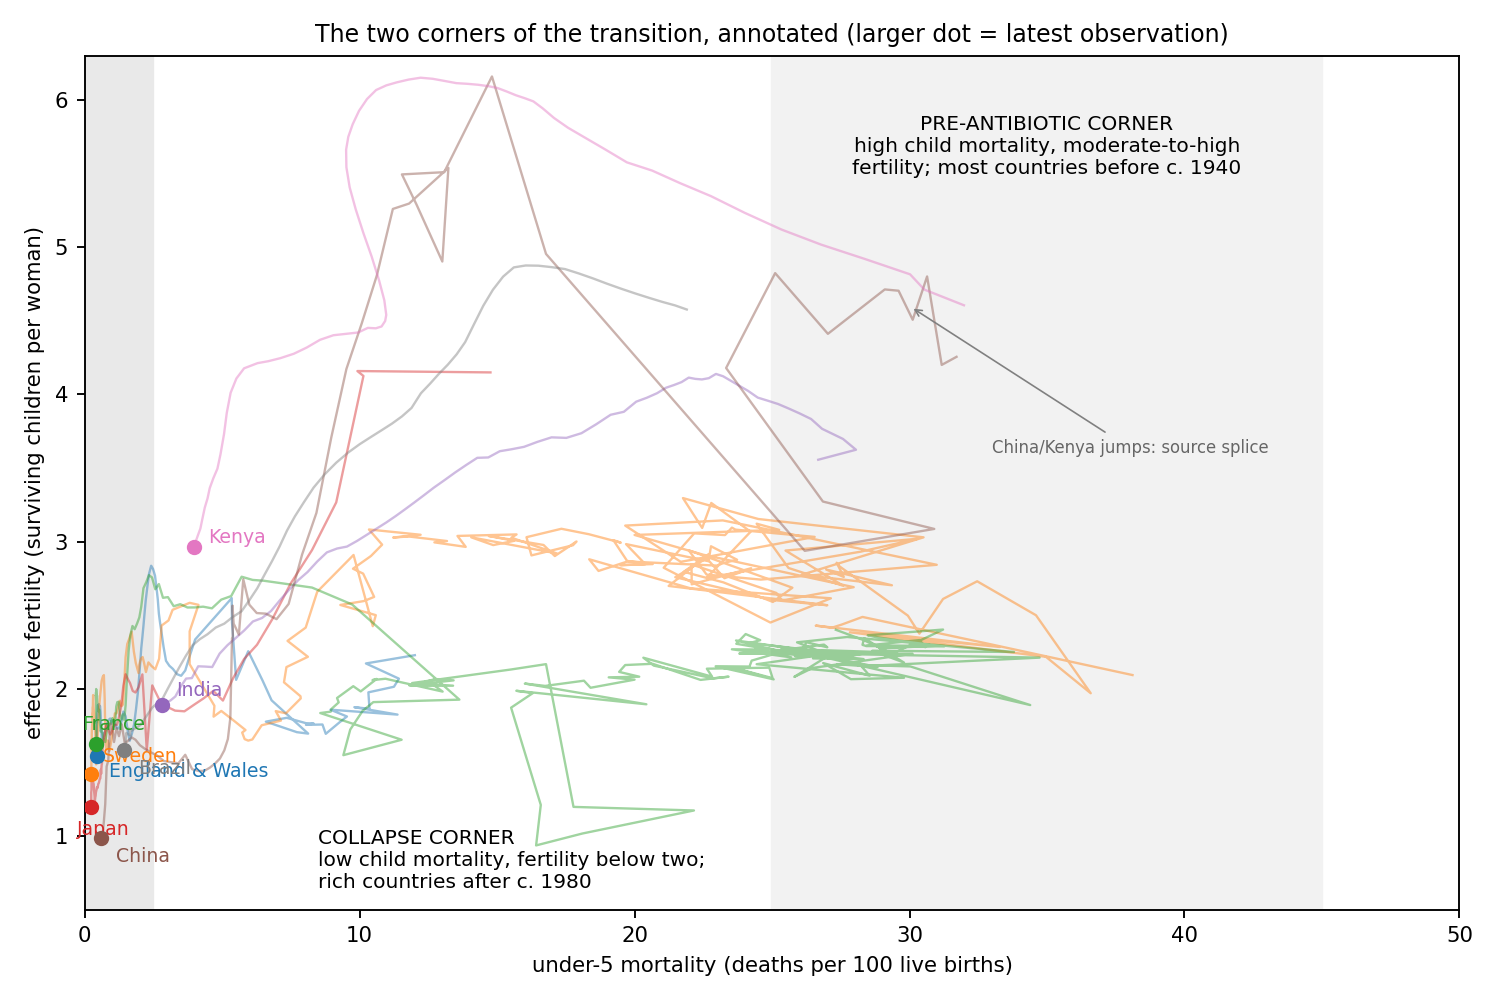 The two corners of the transition, annotated (larger dot = latest observation)
effective fertility (surviving children per woman)
6
5
4
3
2
1
PRE-ANTIBIOTIC CORNER
high child mortality, moderate-to-high
fertility; most countries before c. 1940
China/Kenya jumps: source splice
Kenya
India
France
Sweden
Brazil
England & Wales
Japan
China
COLLAPSE CORNER
low child mortality, fertility below two;
rich countries after c. 1980
0
10
20
30
40
50
under-5 mortality (deaths per 100 live births)